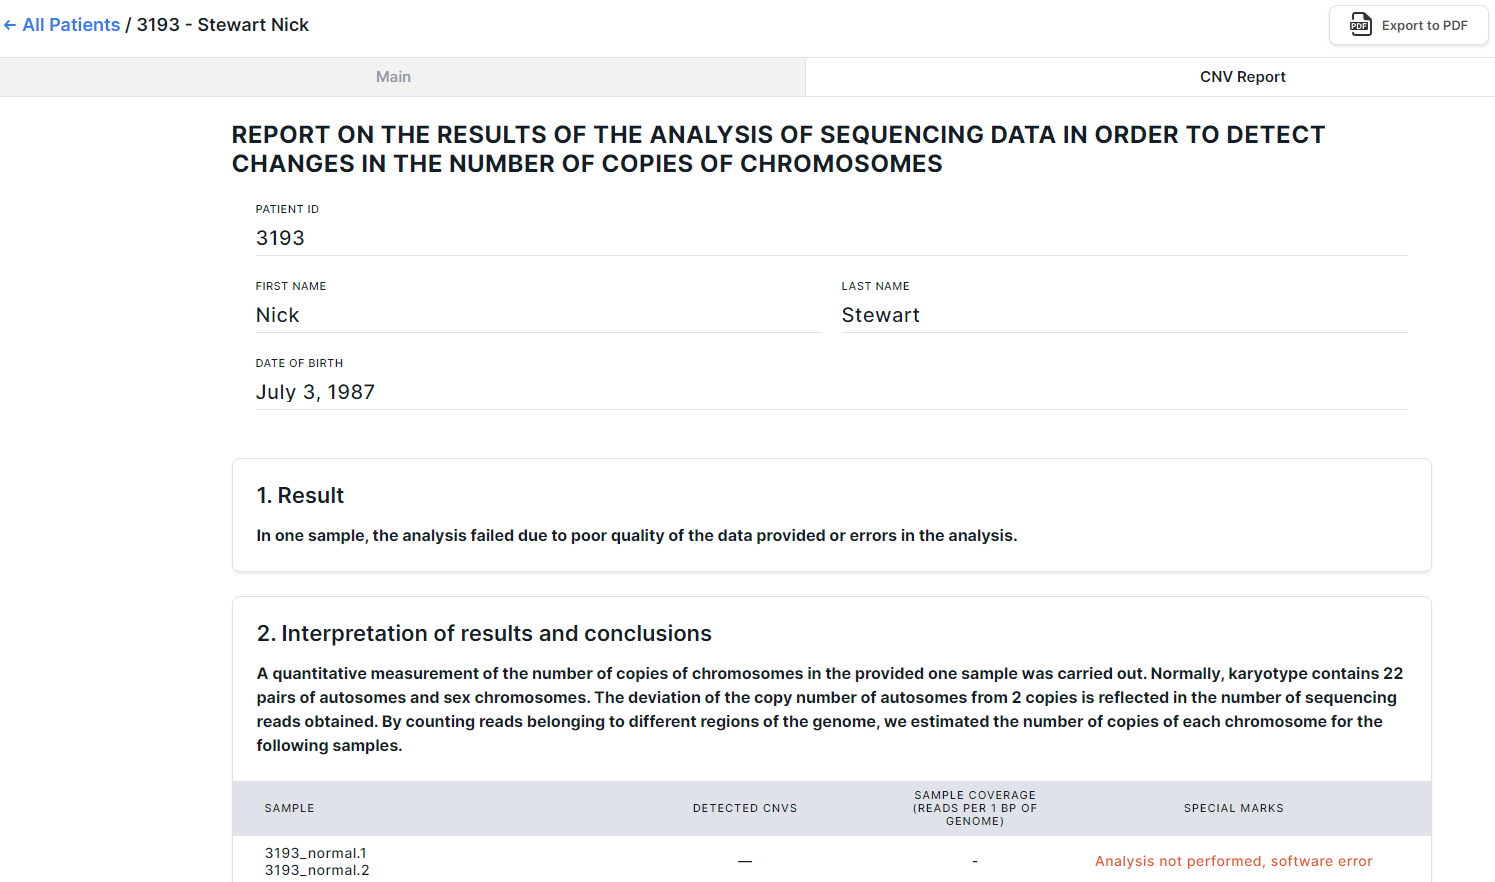 ← All Patients / 3193 - Stewart Nick
PDF Export to PDF
Main
CNV Report
REPORT ON THE RESULTS OF THE ANALYSIS OF SEQUENCING DATA IN ORDER TO DETECT
CHANGES IN THE NUMBER OF COPIES OF CHROMOSOMES
PATIENT ID
3193
FIRST NAME
Nick
LAST NAME
Stewart
DATE OF BIRTH
July 3, 1987
1. Result
In one sample, the analysis failed due to poor quality of the data provided or errors in the analysis.
2. Interpretation of results and conclusions
A quantitative measurement of the number of copies of chromosomes in the provided one sample was carried out. Normally, karyotype contains 22
pairs of autosomes and sex chromosomes. The deviation of the copy number of autosomes from 2 copies is reflected in the number of sequencing
reads obtained. By counting reads belonging to different regions of the genome, we estimated the number of copies of each chromosome for the
following samples.
SAMPLE
DETECTED CNVS
SAMPLE COVERAGE
(READS PER 1 BP OF
GENOME)
SPECIAL MARKS
3193_normal.1
3193_normal.2
—
-
Analysis not performed, software error